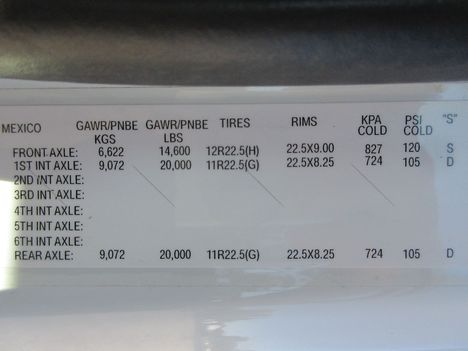 MEXICO GAWR/PNBE KGS GAWR/PNBE LBS TIRES RIMS KPA COLD PSI COLD "S"
FRONT AXLE: 6,622 14,600 12R22.5(H) 22.5X9.00 827 120 S
1ST INT AXLE: 9,072 20,000 11R22.5(G) 22.5X8.25 724 105 D
2ND INT AXLE:
3RD INT AXLE:
4TH INT AXLE:
5TH INT AXLE:
6TH INT AXLE:
REAR AXLE: 9,072 20,000 11R22.5(G) 22.5X8.25 724 105 D